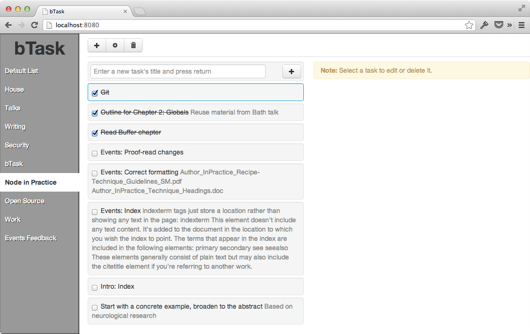 bTask
localhost:8080
bTask
Default List
House
Talks
Writing
Security
bTask
Node in Practice
Open Source
Work
Events Feedback
Enter a new task's title and press return
Git
Outline for Chapter 2: Globals Reuse material from Bath talk
Read Buffer chapter
Events: Proof-read changes
Events: Correct formatting Author_InPractice_Recipe-
Technique_Guidelines_SM.pdf
Author_InPractice_Technique_Headings.doc
Events: Index indexterm tags just store a location rather than
showing any text in the page: indexterm This element doesn't include
any text content. It's added to the document in the location to which
you wish the index to point. The terms that appear in the index are
included in the following elements: primary secondary see seealso
These elements generally consist of plain text but may also include
the citetitle element if you're referring to another work.
Intro: Index
Start with a concrete example, broaden to the abstract Based on
neurological research
Note: Select a task to edit or delete it.